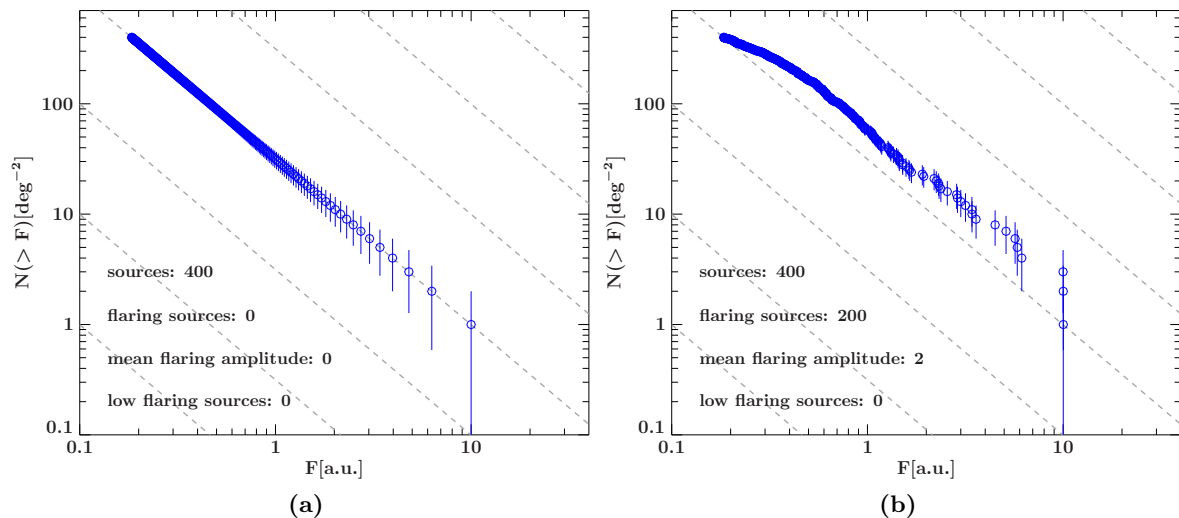 100
10
1
0.1
N(> F)[deg⁻²]
sources: 400
flaring sources: 0
mean flaring amplitude: 0
low flaring sources: 0
0.1 1 10
F[a.u.]
(a)
100
10
1
0.1
N(> F)[deg⁻²]
sources: 400
flaring sources: 200
mean flaring amplitude: 2
low flaring sources: 0
0.1 1 10
F[a.u.]
(b)